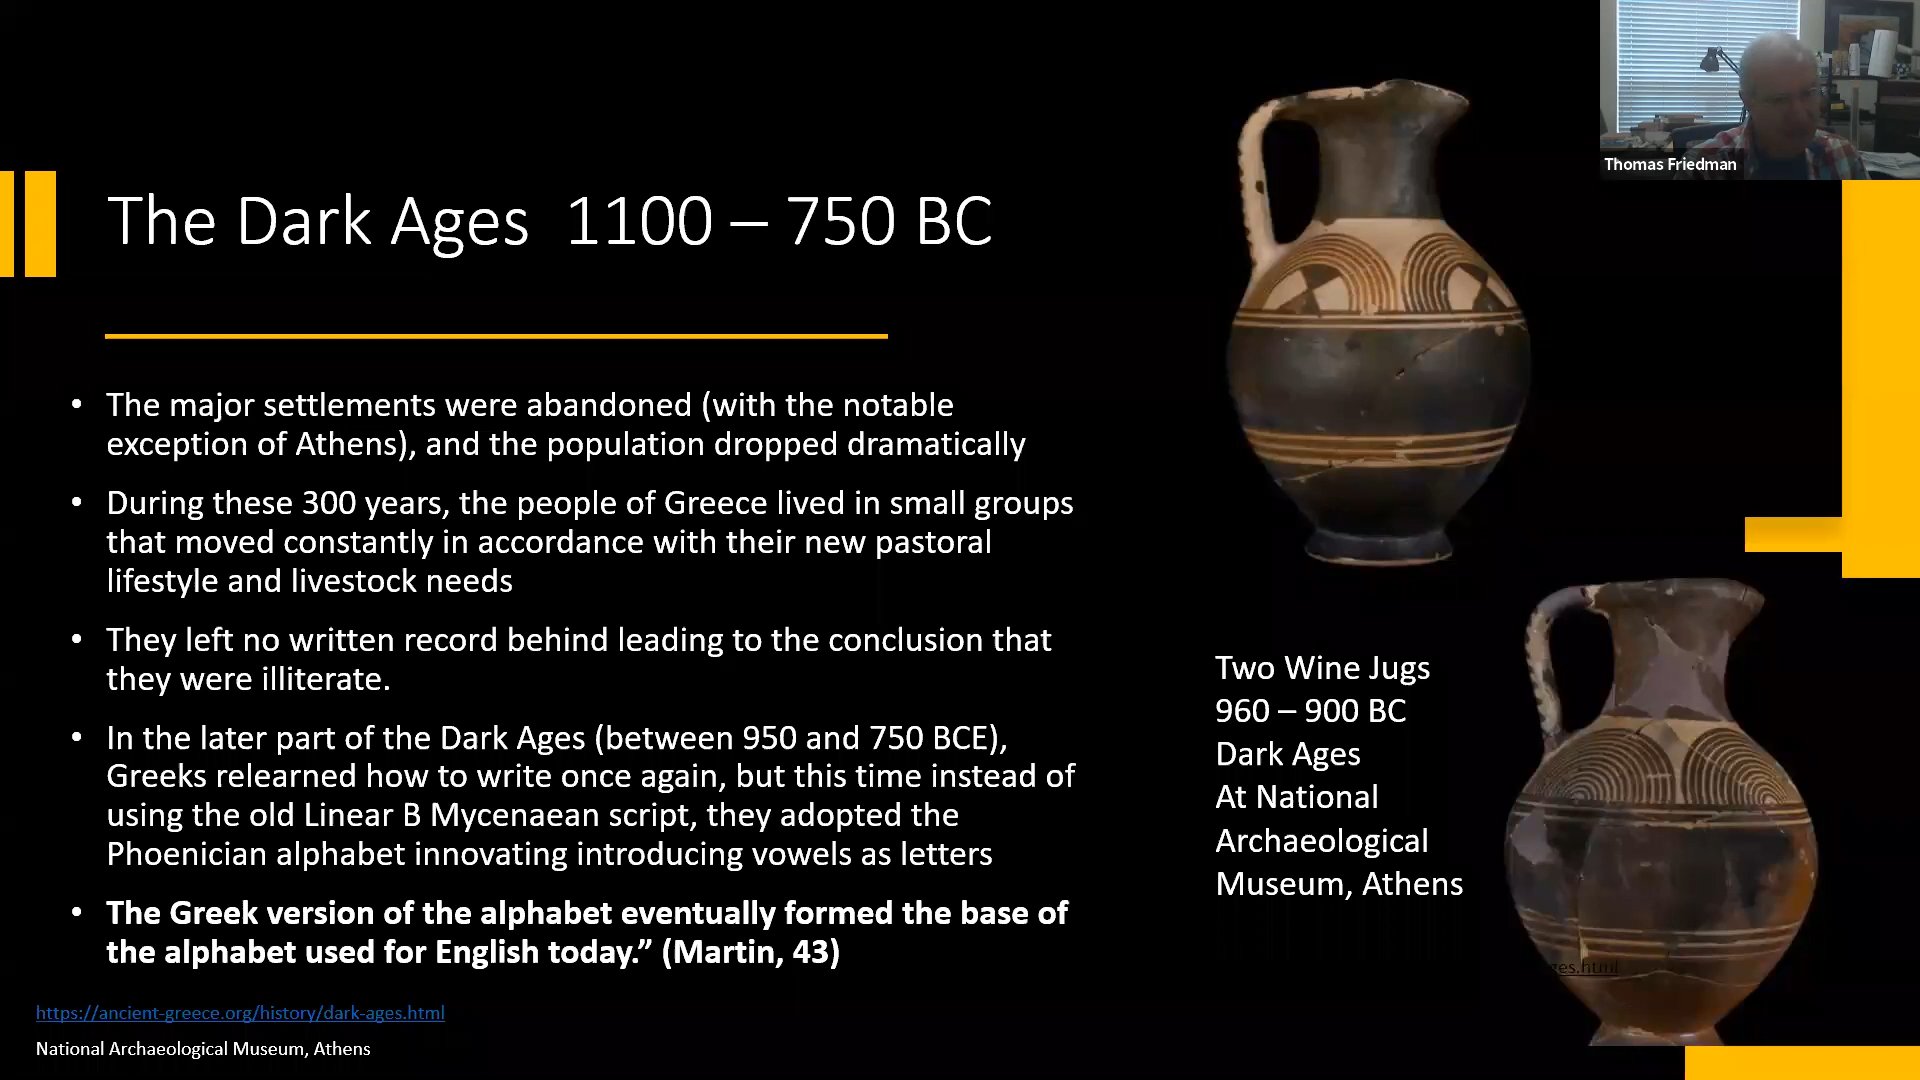 Thomas Friedman
The Dark Ages 1100 – 750 BC
• The major settlements were abandoned (with the notable
exception of Athens), and the population dropped dramatically
• During these 300 years, the people of Greece lived in small groups
that moved constantly in accordance with their new pastoral
lifestyle and livestock needs
• They left no written record behind leading to the conclusion that
they were illiterate.
• In the later part of the Dark Ages (between 950 and 750 BCE),
Greeks relearned how to write once again, but this time instead of
using the old Linear B Mycenaean script, they adopted the
Phoenician alphabet innovating introducing vowels as letters
• The Greek version of the alphabet eventually formed the base of
the alphabet used for English today.” (Martin, 43)
https://ancient-greece.org/history/dark-ages.html
National Archaeological Museum, Athens
Two Wine Jugs
960 – 900 BC
Dark Ages
At National
Archaeological
Museum, Athens
ges.html